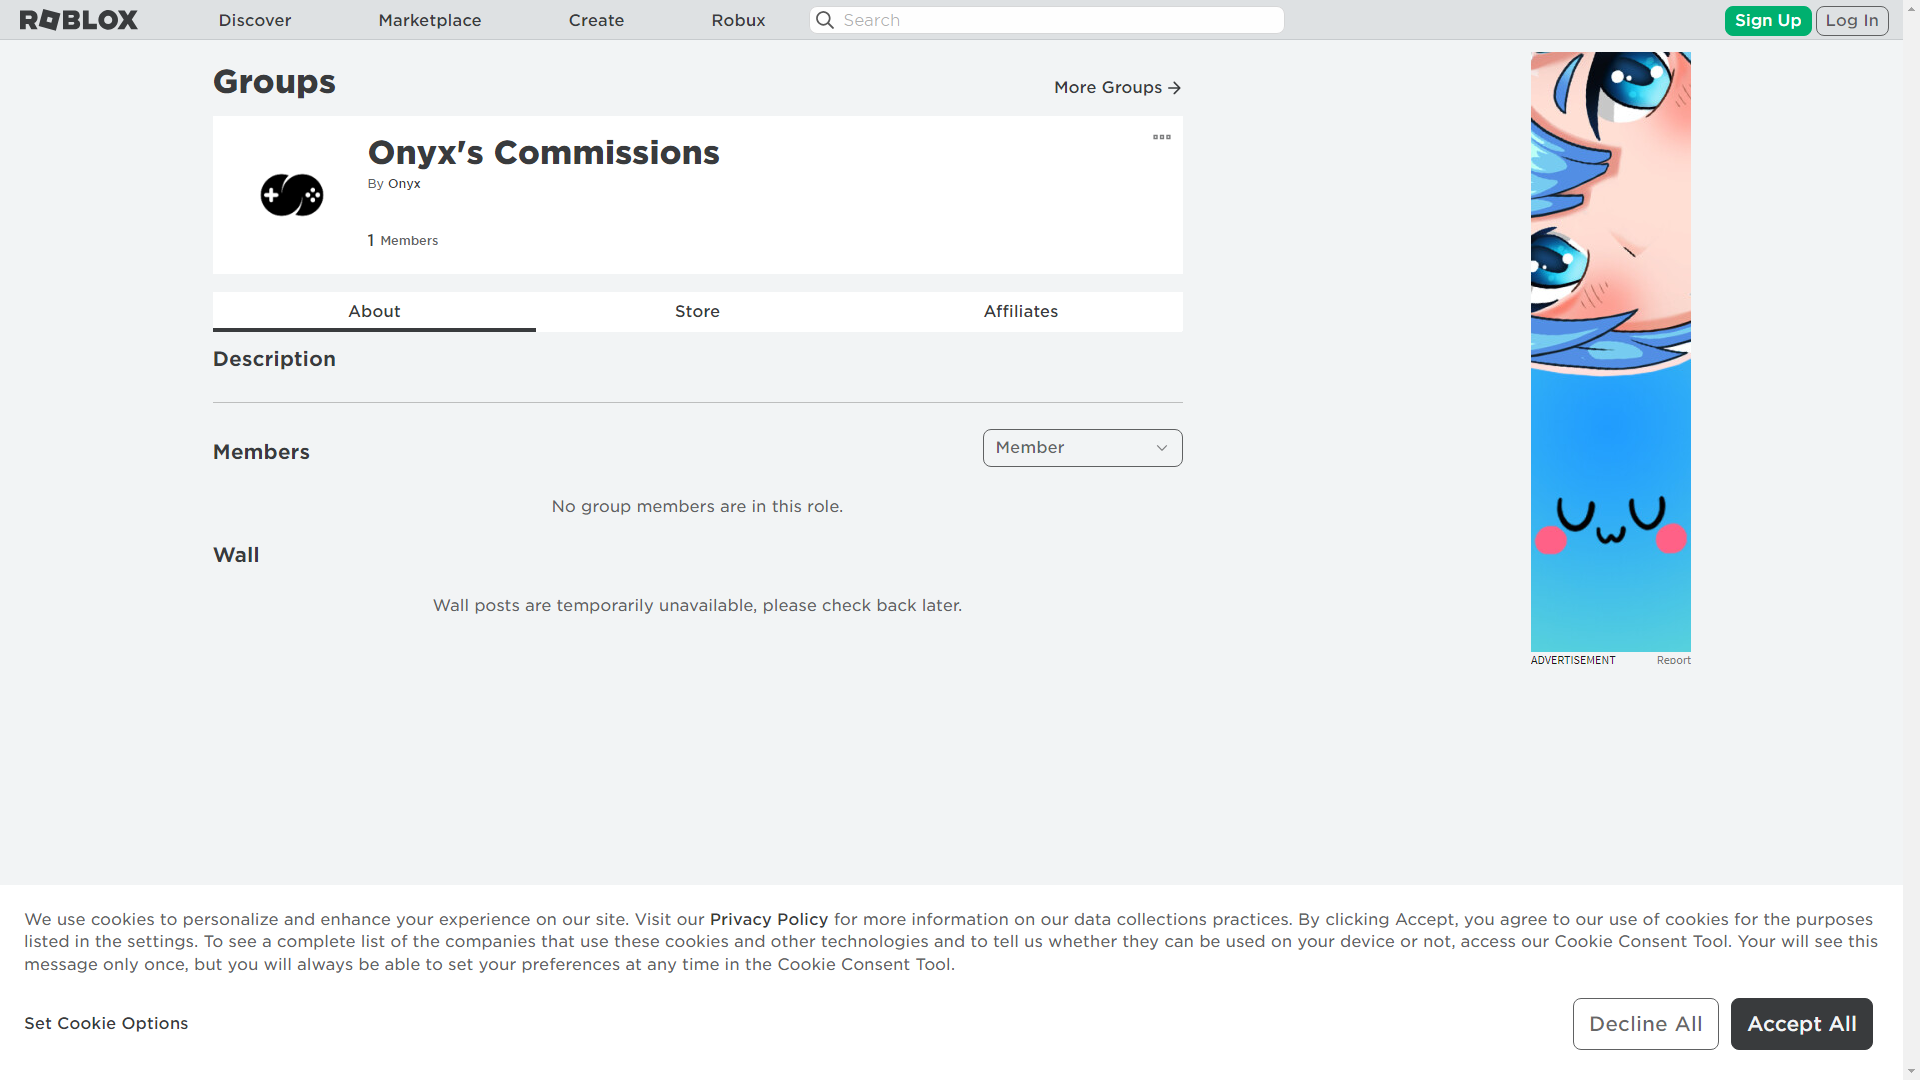 ROBLOX Discover Marketplace Create Robux Search Sign Up Log In
Groups
More Groups
Onyx's Commissions
By Onyx
1 Members
About Store Affiliates
Description
Members
Member
No group members are in this role.
Wall
Wall posts are temporarily unavailable, please check back later.
ADVERTISEMENT Report
We use cookies to personalize and enhance your experience on our site. Visit our Privacy Policy for more information on our data collections practices. By clicking Accept, you agree to our use of cookies for the purposes
listed in the settings. To see a complete list of the companies that use these cookies and other technologies and to tell us whether they can be used on your device or not, access our Cookie Consent Tool. Your will see this
message only once, but you will always be able to set your preferences at any time in the Cookie Consent Tool.
Set Cookie Options
Decline All Accept All